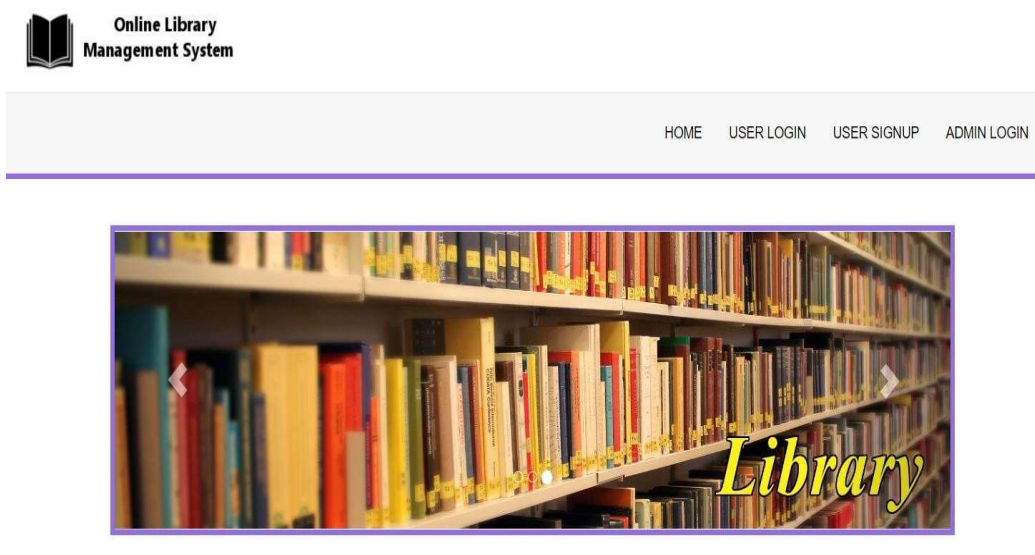 Online Library
Management System
HOME USER LOGIN USER SIGNUP ADMIN LOGIN
Library